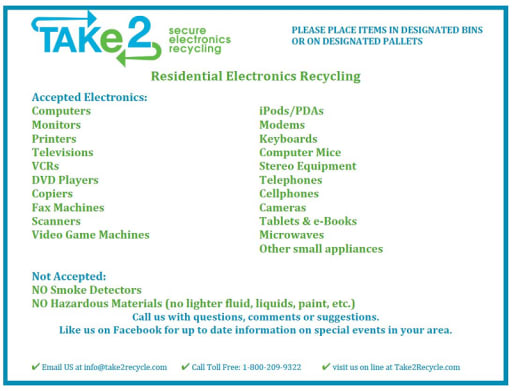 TAKe2
secure
electronics
recycling
PLEASE PLACE ITEMS IN DESIGNATED BINS
OR ON DESIGNATED PALLETS
Residential Electronics Recycling
Accepted Electronics:
Computers
Monitors
Printers
Televisions
VCRs
DVD Players
Copiers
Fax Machines
Scanners
Video Game Machines
iPods/PDAs
Modems
Keyboards
Computer Mice
Stereo Equipment
Telephones
Cellphones
Cameras
Tablets & e-Books
Microwaves
Other small appliances
Not Accepted:
NO Smoke Detectors
NO Hazardous Materials (no lighter fluid, liquids, paint, etc.)
Call us with questions, comments or suggestions.
Like us on Facebook for up to date information on special events in your area.
✔ Email US at info@take2recycle.com ✔ Call Toll Free: 1-800-209-9322 ✔ visit us on line at Take2Recycle.com